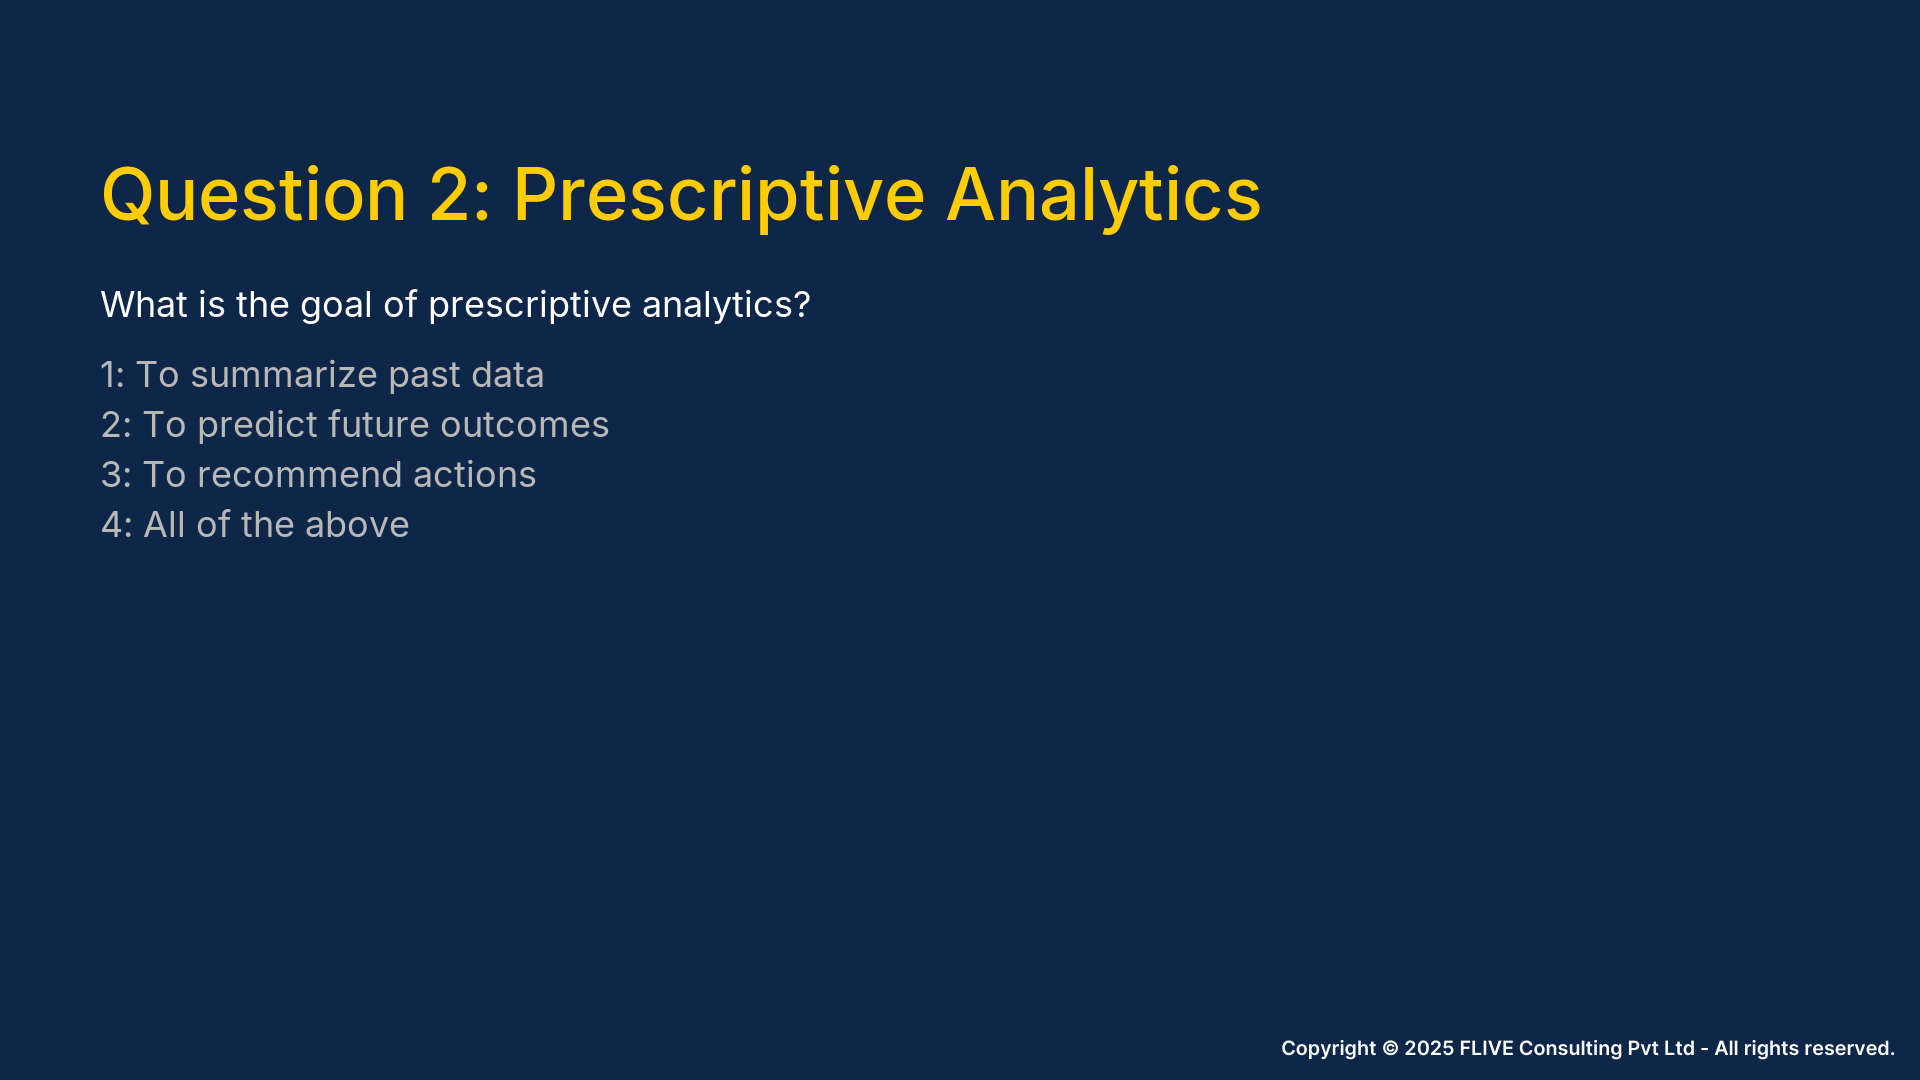 Question 2: Prescriptive Analytics
What is the goal of prescriptive analytics?
1: To summarize past data
2: To predict future outcomes
3: To recommend actions
4: All of the above
Copyright © 2025 FLIVE Consulting Pvt Ltd - All rights reserved.